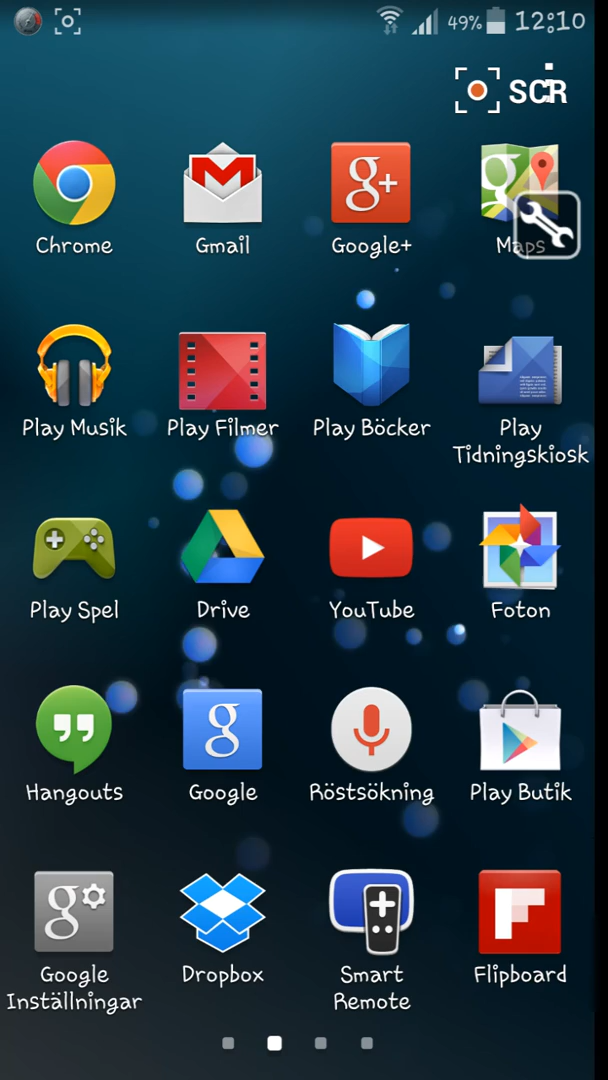 49% 12:10
SCR
Chrome Gmail Google+ Maps
Play Musik Play Filmer Play Böcker Play
Tidningskiosk
Play Spel Drive YouTube Foton
Hangouts Google Röstsökning Play Butik
Google Dropbox Smart Flipboard
Inställningar Remote